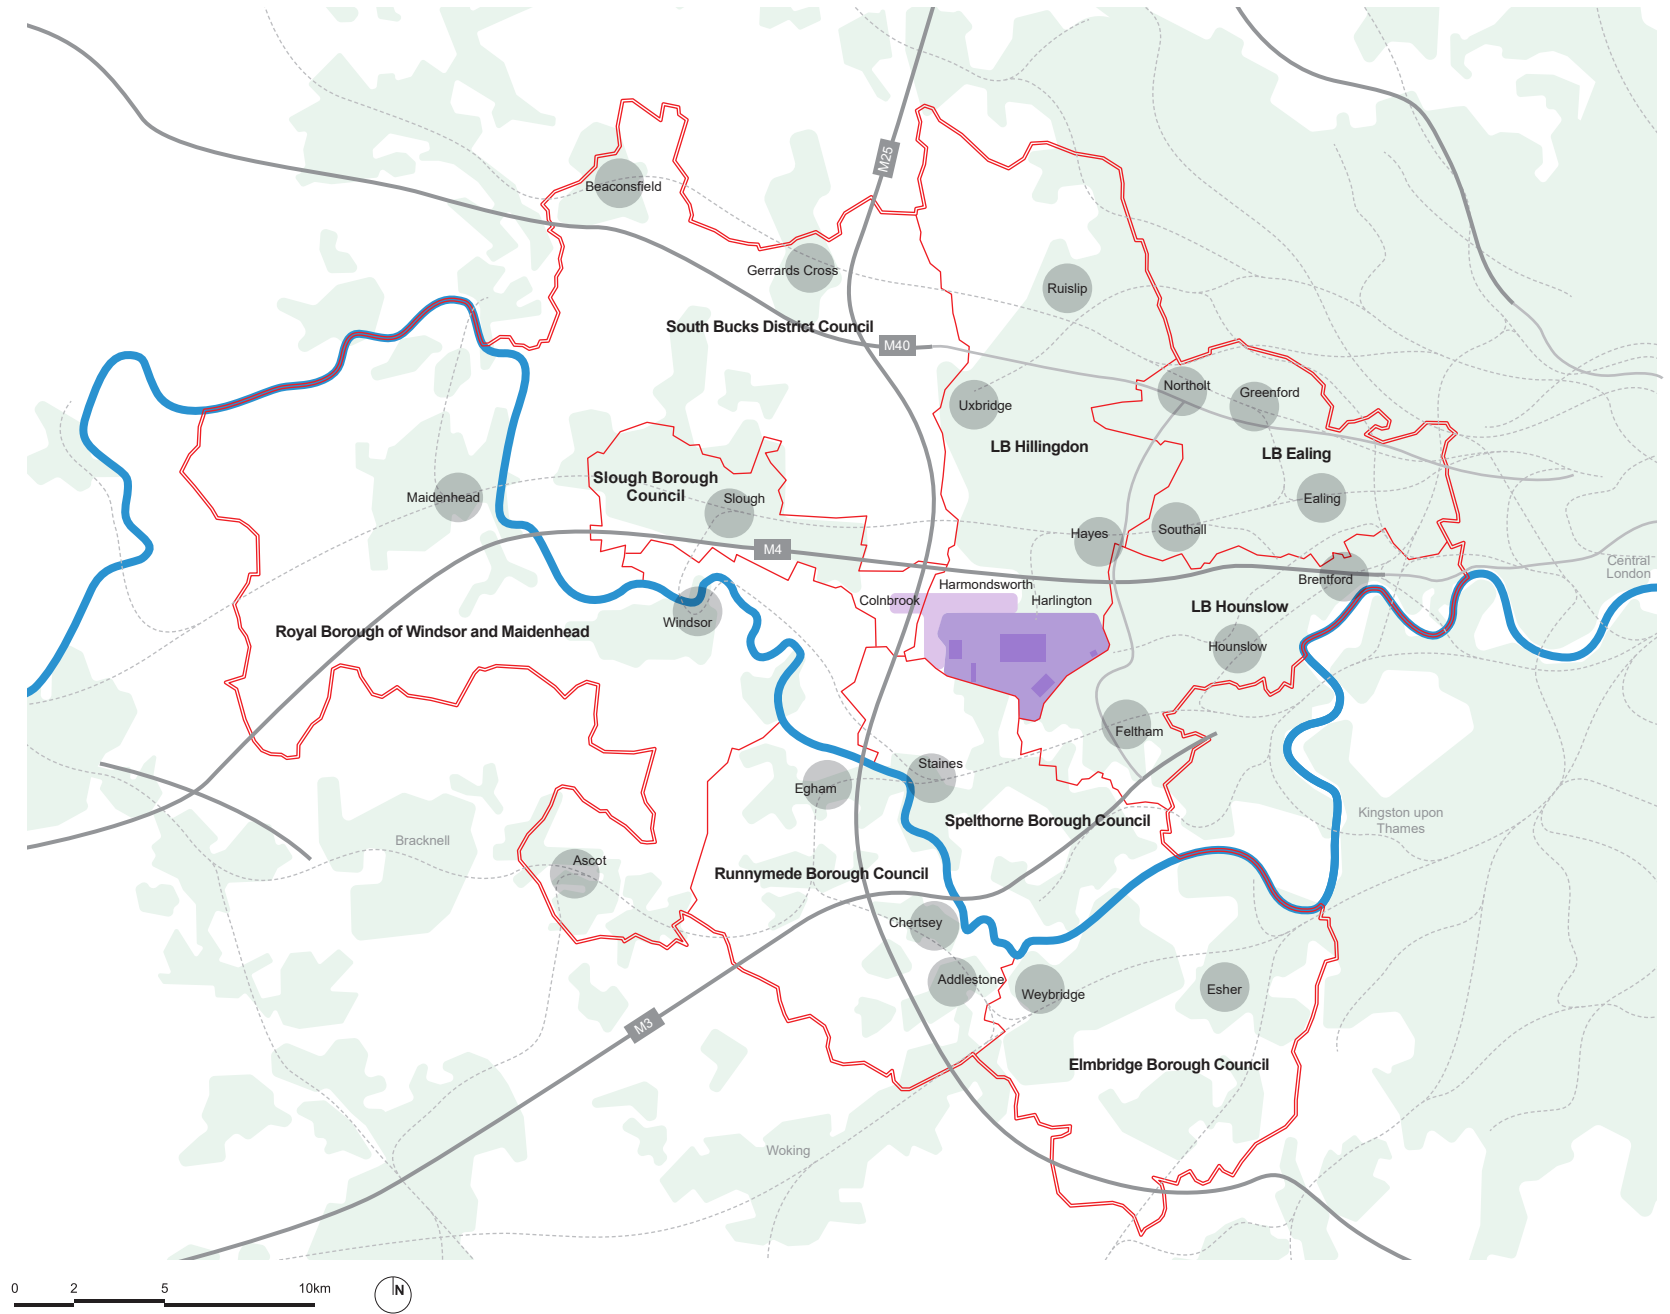 M25
Beaconsfield
Gerrards Cross
Ruislip
South Bucks District Council
M40
Northolt
Greenford
Uxbridge
LB Hillingdon
LB Ealing
Slough Borough
Council
Maidenhead
Slough
Ealing
Hayes
Southall
M4
Central
London
Harmondsworth
Brentford
Colnbrook
Harlington
LB Hounslow
Windsor
Royal Borough of Windsor and Maidenhead
Hounslow
Feltham
Staines
Egham
Kingston upon
Thames
Spelthorne Borough Council
Bracknell
Ascot
Runnymede Borough Council
Chertsey
Addlestone
Weybridge
Esher
M3
Elmbridge Borough Council
Woking
0 2 5 10km
N